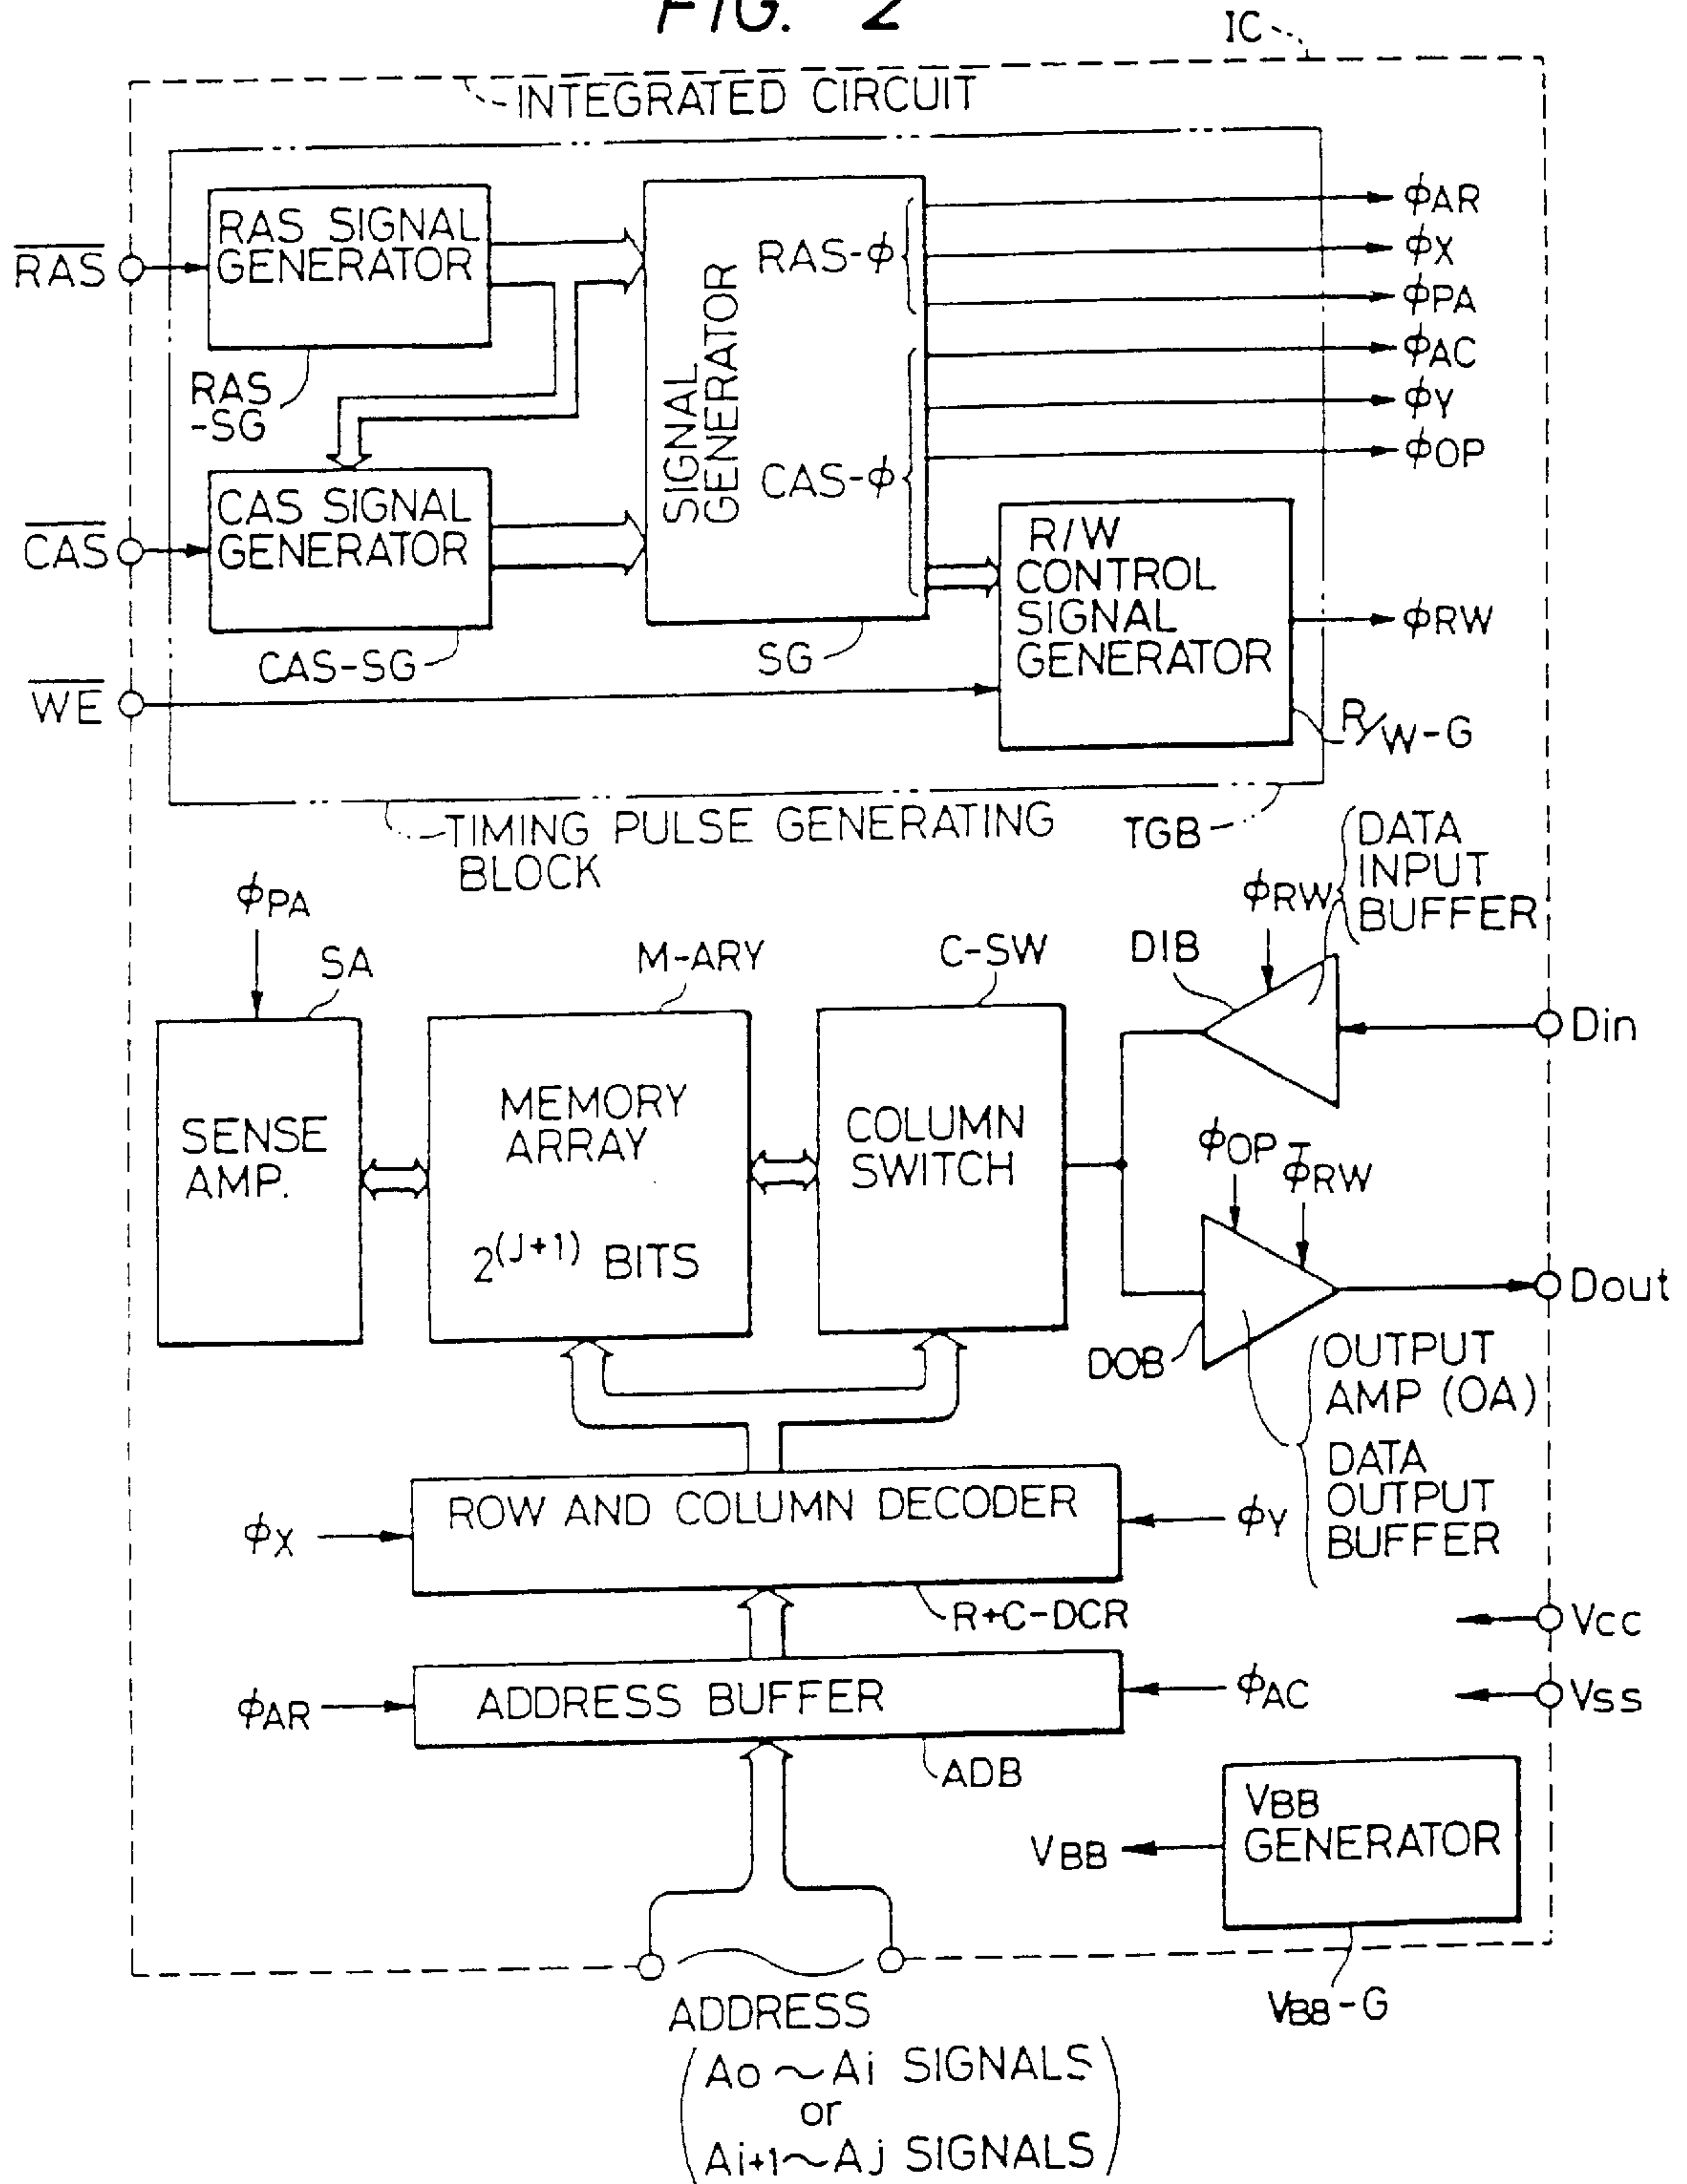 FIG. 2
IC
INTEGRATED CIRCUIT
RAS SIGNAL
GENERATOR
R̅A̅S̅
RAS
-SG
CAS SIGNAL
GENERATOR
C̅A̅S̅
CAS-SG
SIGNAL
GENERATOR
RAS-ϕ
CAS-ϕ
SG
ϕAR
ϕX
ϕPA
ϕAC
ϕY
ϕOP
R/W
CONTROL
SIGNAL
GENERATOR
ϕRW
W̅E̅
R/W-G
TIMING PULSE GENERATING
BLOCK
TGB
DATA
INPUT
BUFFER
ϕPA
SA
M-ARY
C-SW
DIB
ϕRW
Din
SENSE
AMP.
MEMORY
ARRAY
2(J+1) BITS
COLUMN
SWITCH
ϕOP
ϕ̅RW
Dout
DOB
OUTPUT
AMP (OA)
DATA
OUTPUT
BUFFER
ROW AND COLUMN DECODER
ϕX
ϕY
R+C-DCR
Vcc
ADDRESS BUFFER
ϕAR
ϕAC
Vss
ADB
VBB
GENERATOR
VBB
VBB-G
ADDRESS
(Ao~Ai SIGNALS
or
Ai+1~Aj SIGNALS)